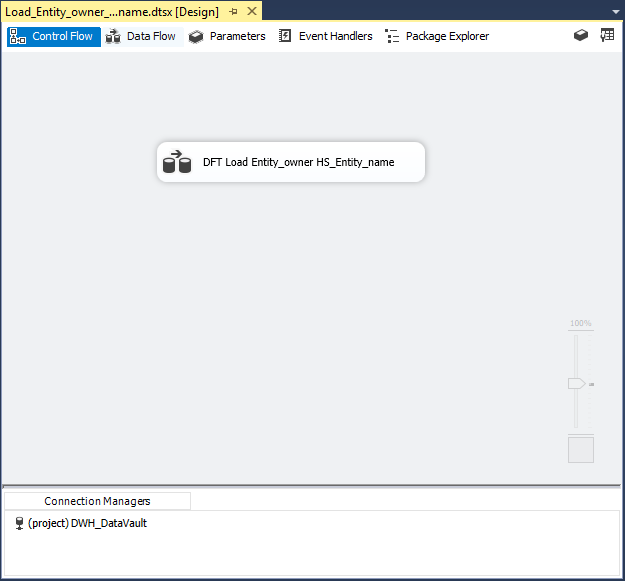 Load_Entity_owner_...name.dtsx [Design]
Control Flow Data Flow Parameters Event Handlers Package Explorer
DFT Load Entity_owner HS_Entity_name
100%
Connection Managers
(project) DWH_DataVault